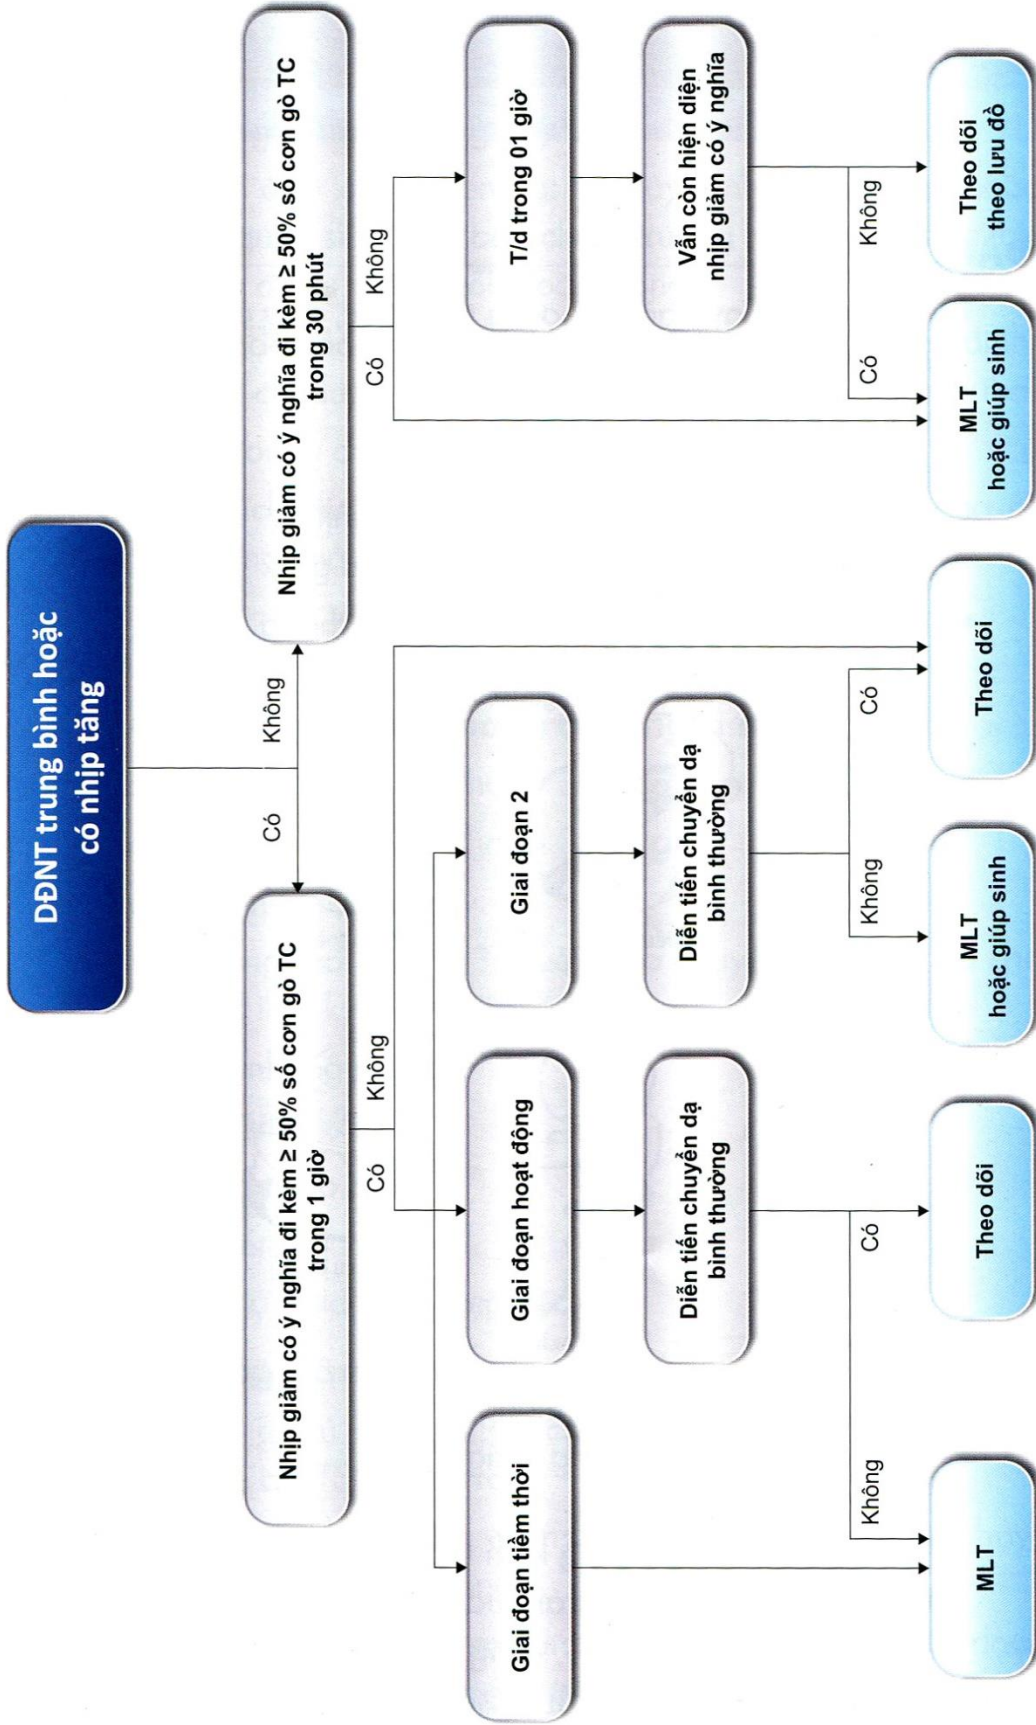 DĐNT trung bình hoặc
có nhịp tăng
Có
Không
Nhịp giảm có ý nghĩa đi kèm ≥ 50% số cơn gò TC
trong 1 giờ
Nhịp giảm có ý nghĩa đi kèm ≥ 50% số cơn gò TC
trong 30 phút
Có
Không
Có
Không
Giai đoạn tiềm thời
Giai đoạn hoạt động
Giai đoạn 2
T/d trong 01 giờ
Diễn tiến chuyển dạ
bình thường
Diễn tiến chuyển dạ
bình thường
Vẫn còn hiện diện
nhịp giảm có ý nghĩa
Không
Có
Không
Có
Có
Không
MLT
Theo dõi
MLT
hoặc giúp sinh
Theo dõi
MLT
hoặc giúp sinh
Theo dõi
theo lưu đồ